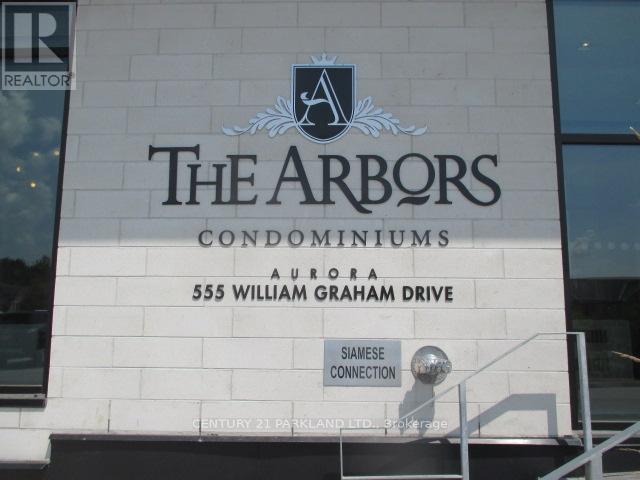 R
REALTOR®
A
THE ARBORS
CONDOMINIUMS
AURORA
555 WILLIAM GRAHAM DRIVE
SIAMESE
CONNECTION
CENTURY 21 PARKLAND LTD., Brokerage